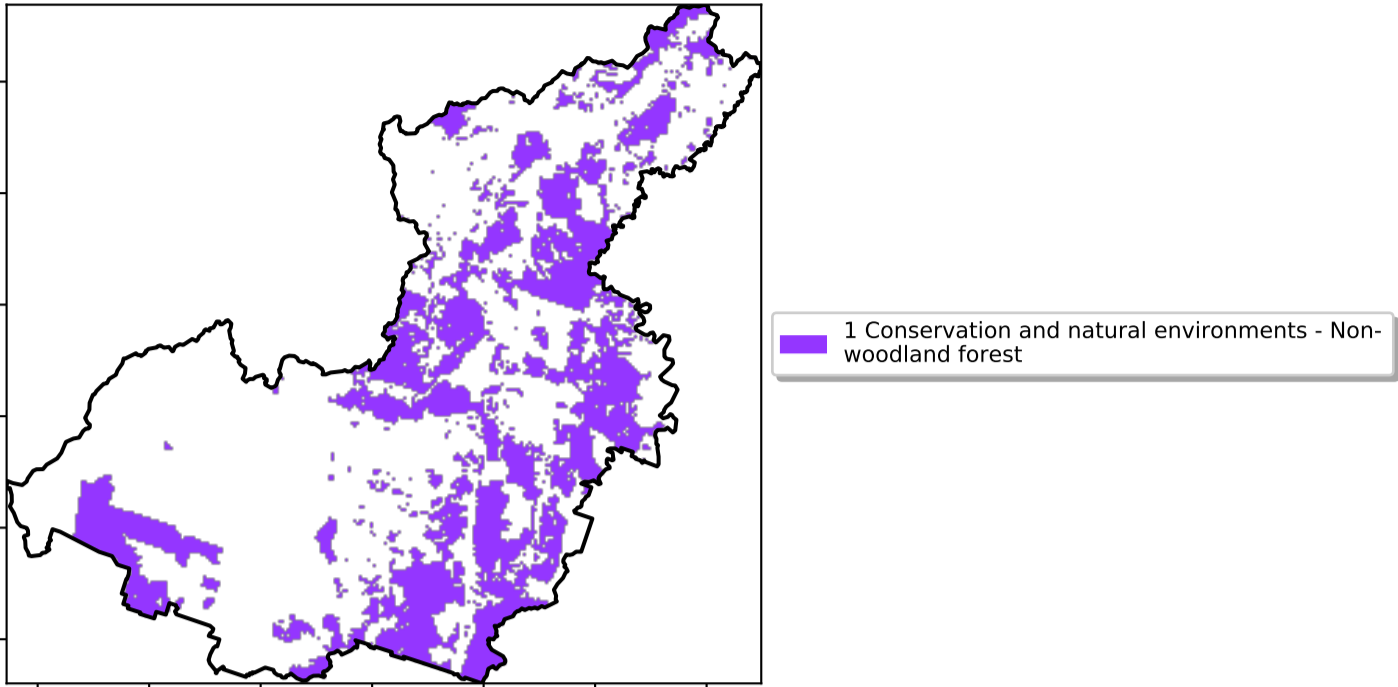 1 Conservation and natural environments - Non-
woodland forest